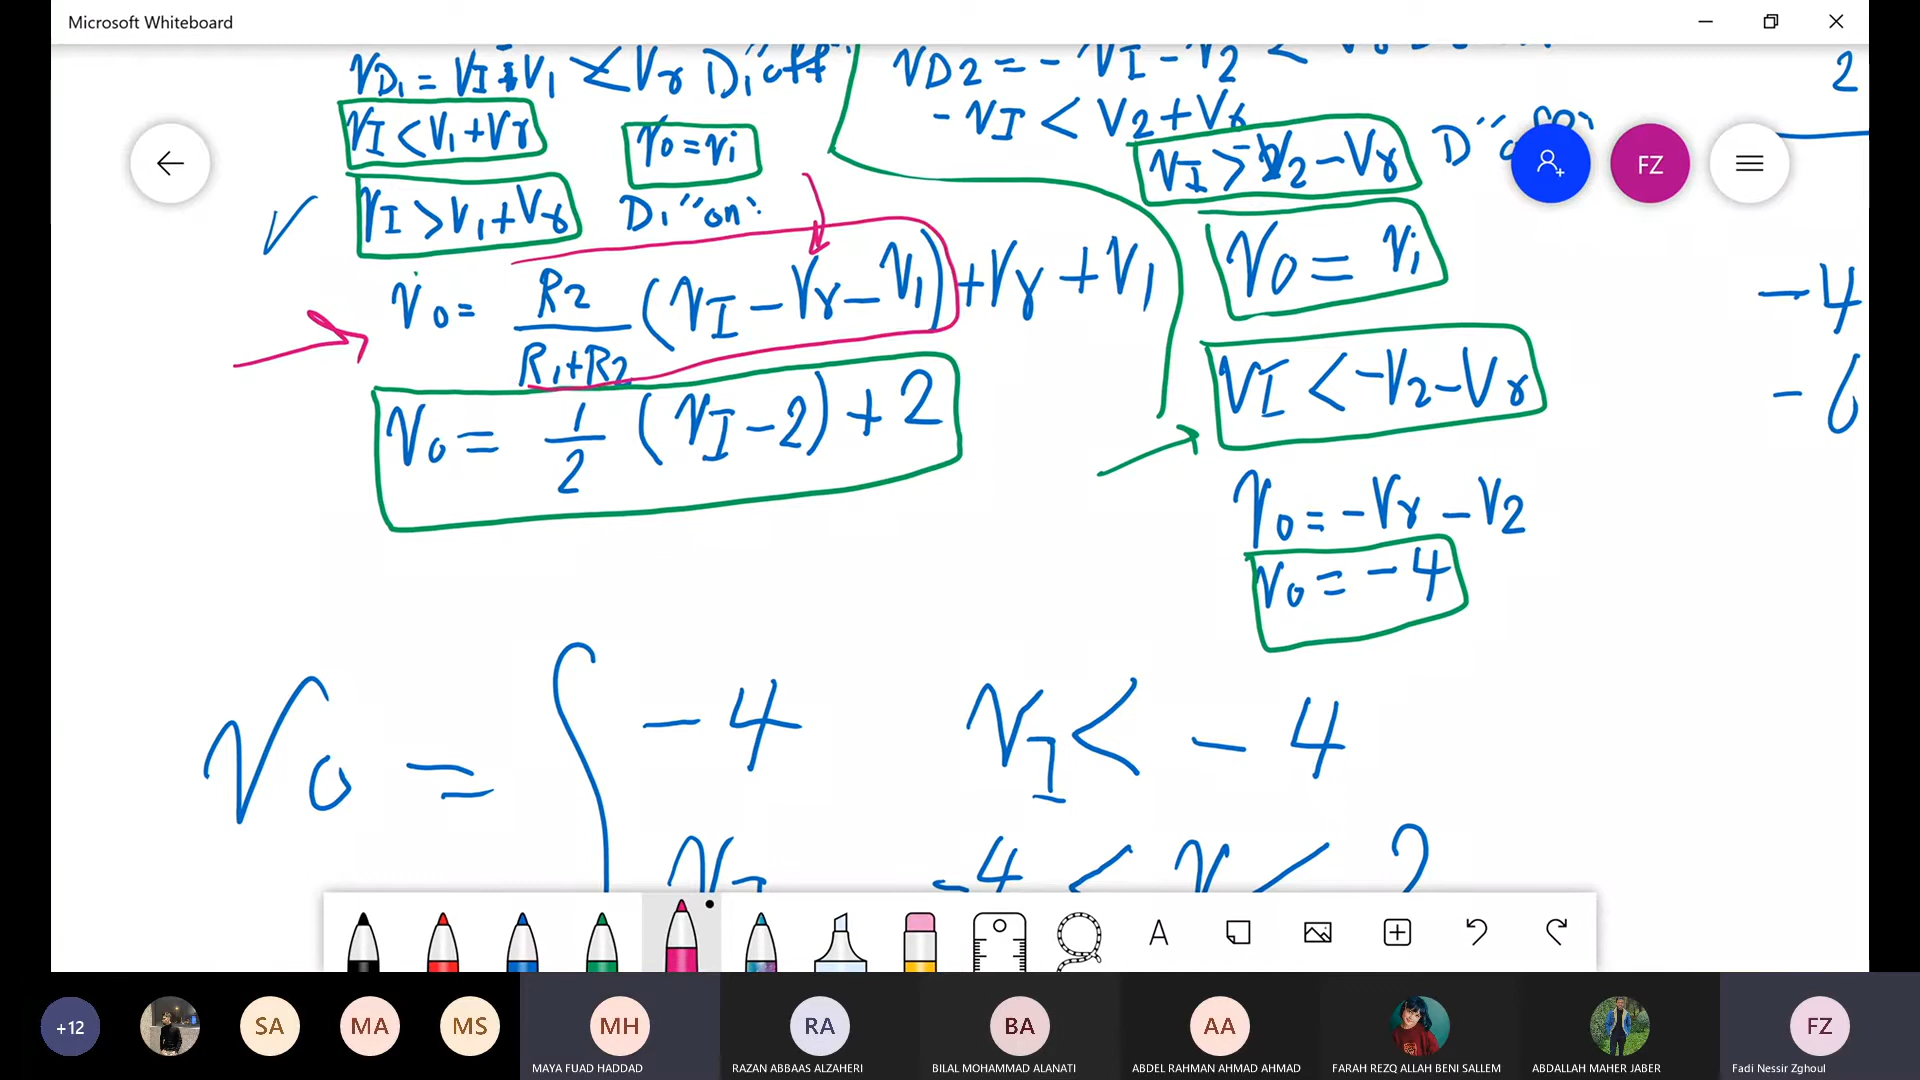 Microsoft Whiteboard
VD1 = VI + V1 < Vγ D1 "off"
VD2 = - VI - V2 <
2
VI < V1 + Vγ
Vo = Vi
- VI < V2 + Vγ
VI > -V2 - Vγ
FZ
VI > V1 + Vγ
D1 "on"
Vo = R2 / (R1+R2) (VI - Vγ - V1) + Vγ + V1
Vo = Vi
-4
VI < -V2 - Vγ
-6
Vo = 1/2 (VI - 2) + 2
Vo = -Vγ - V2
Vo = -4
Vo = { -4 VI < -4
VI -4 < V < 2
A
+12
SA
MA
MS
MH
RA
BA
AA
FZ
MAYA FUAD HADDAD
RAZAN ABBAAS ALZAHERI
BILAL MOHAMMAD ALANATI
ABDEL RAHMAN AHMAD AHMAD
FARAH REZQ ALLAH BENI SALLEM
ABDALLAH MAHER JABER
Fadi Nessir Zghoul